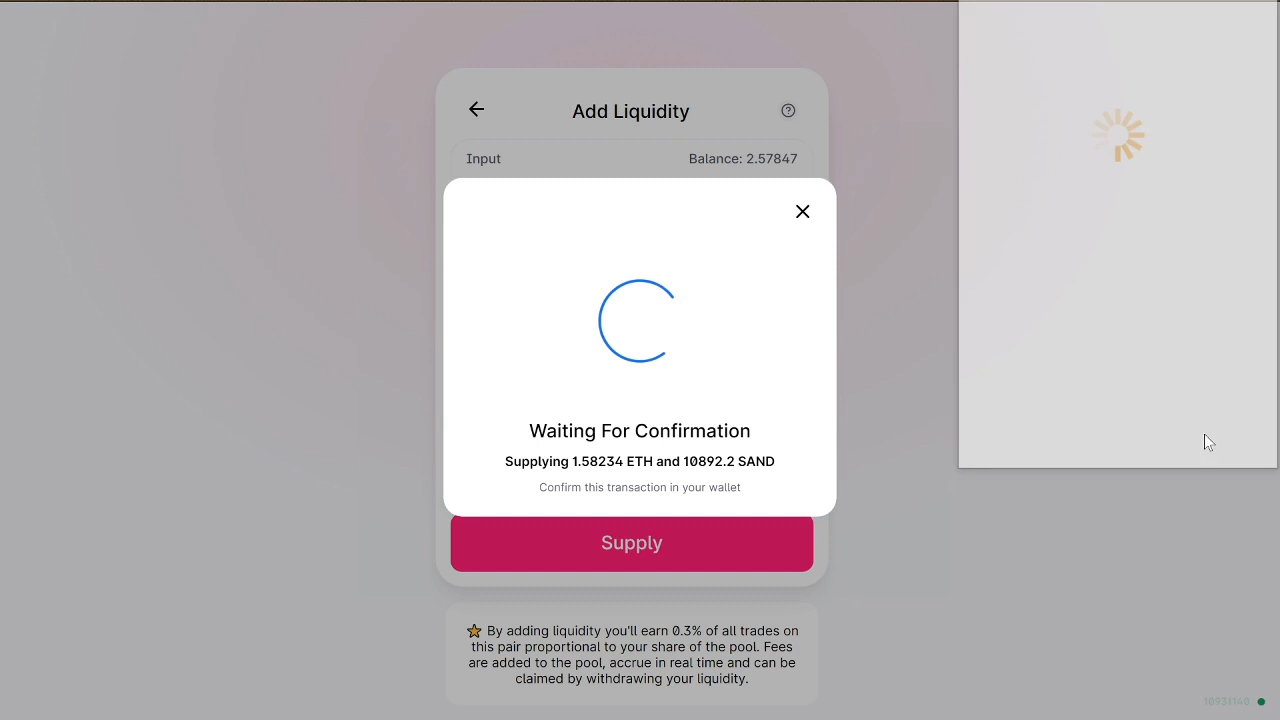 Add Liquidity
Input
Balance: 2.57847
Waiting For Confirmation
Supplying 1.58234 ETH and 10892.2 SAND
Confirm this transaction in your wallet
Supply
⭐ By adding liquidity you'll earn 0.3% of all trades on
this pair proportional to your share of the pool. Fees
are added to the pool, accrue in real time and can be
claimed by withdrawing your liquidity.
10931140